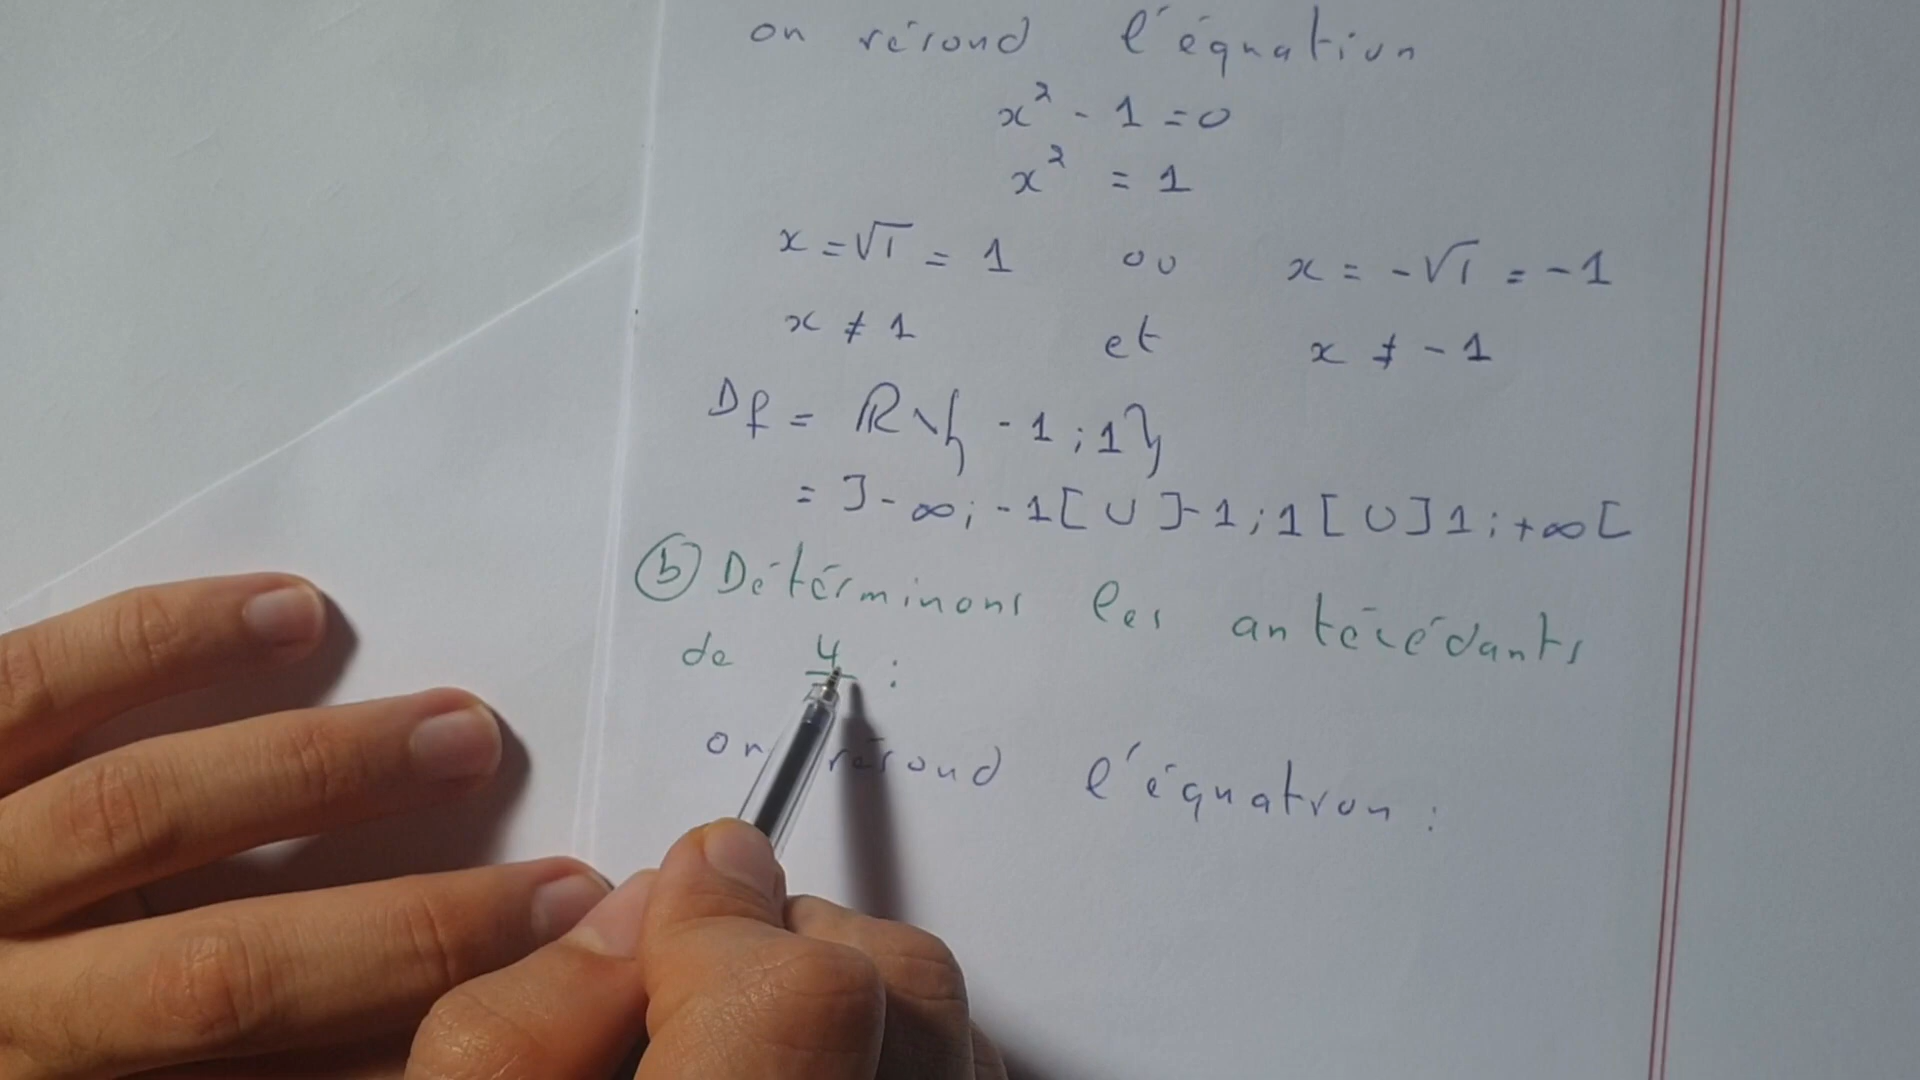 on résoud l'équation
x² - 1 = 0
x² = 1
x = √1 = 1 ou x = -√1 = -1
x ≠ 1 et x ≠ -1
Df = ℝ\{-1 ; 1}
= ]-∞ ; -1[ ∪ ]-1 ; 1[ ∪ ]1 ; +∞[
ⓑ Détérminons les antécédants
de 4 :
on résoud l'équation :